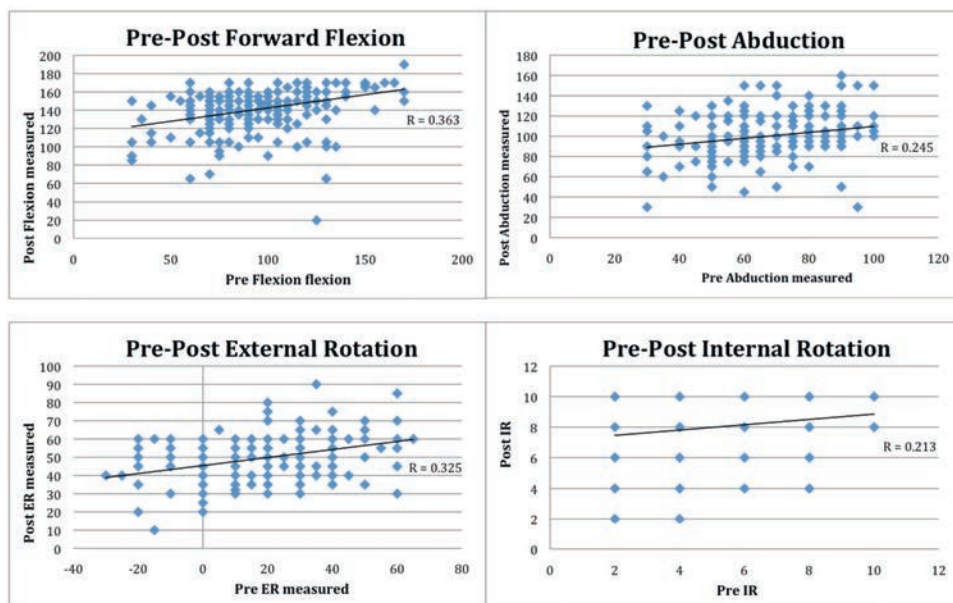 Pre-Post Forward Flexion
200
180
160
140
120
100
80
60
40
20
0
0 50 100 150 200
Post Flexion measured
Pre Flexion flexion
R = 0.363
Pre-Post Abduction
180
160
140
120
100
80
60
40
20
0
0 20 40 60 80 100 120
Post Abduction measured
Pre Abduction measured
R = 0.245
Pre-Post External Rotation
100
90
80
70
60
50
40
30
20
10
0
-40 -20 0 20 40 60 80
Post ER measured
Pre ER measured
R = 0.325
Pre-Post Internal Rotation
12
10
8
6
4
2
0
0 2 4 6 8 10 12
Post IR
Pre IR
R = 0.213